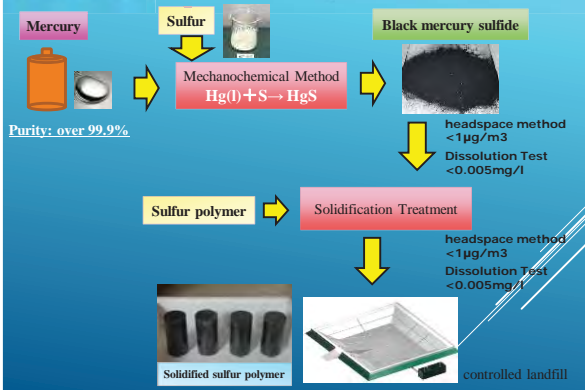 Mercury
Sulfur
Black mercury sulfide
Mechanochemical Method
Hg(l)+S→ HgS
Purity: over 99.9%
headspace method
<1µg/m3
Dissolution Test
<0.005mg/l
Sulfur polymer
Solidification Treatment
headspace method
<1µg/m3
Dissolution Test
<0.005mg/l
Solidified sulfur polymer
controlled landfill